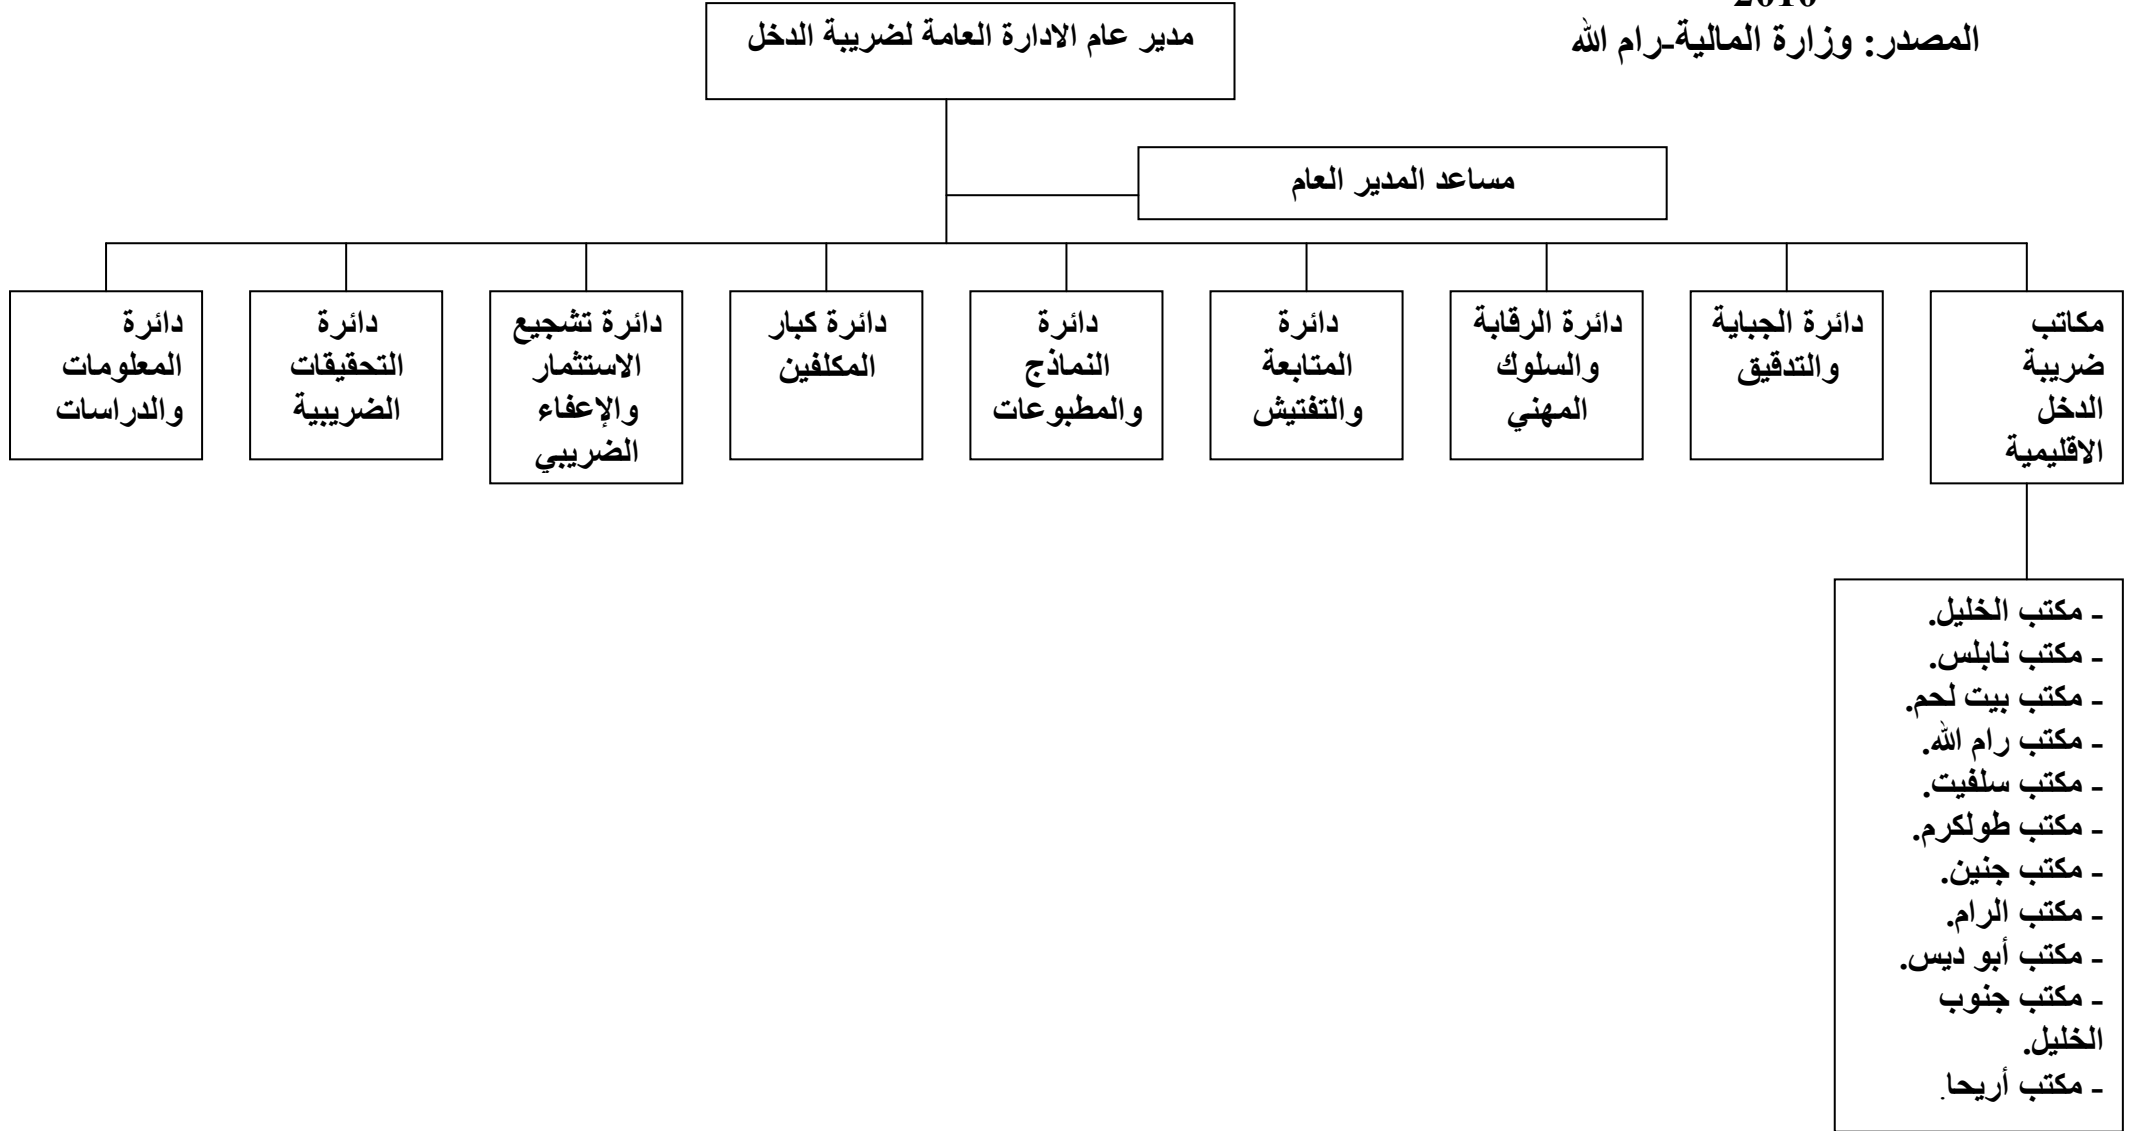 2010
المصدر: وزارة المالية-رام الله
مدير عام الادارة العامة لضريبة الدخل
مساعد المدير العام
مكاتب
ضريبة
الدخل
الاقليمية
دائرة الجباية
والتدقيق
دائرة الرقابة
والسلوك
المهني
دائرة
المتابعة
والتفتيش
دائرة
النماذج
والمطبوعات
دائرة كبار
المكلفين
دائرة تشجيع
الاستثمار
والإعفاء
الضريبي
دائرة
التحقيقات
الضريبية
دائرة
المعلومات
والدراسات
- مكتب الخليل.
- مكتب نابلس.
- مكتب بيت لحم.
- مكتب رام الله.
- مكتب سلفيت.
- مكتب طولكرم.
- مكتب جنين.
- مكتب الرام.
- مكتب أبو ديس.
- مكتب جنوب
الخليل.
- مكتب أريحا.